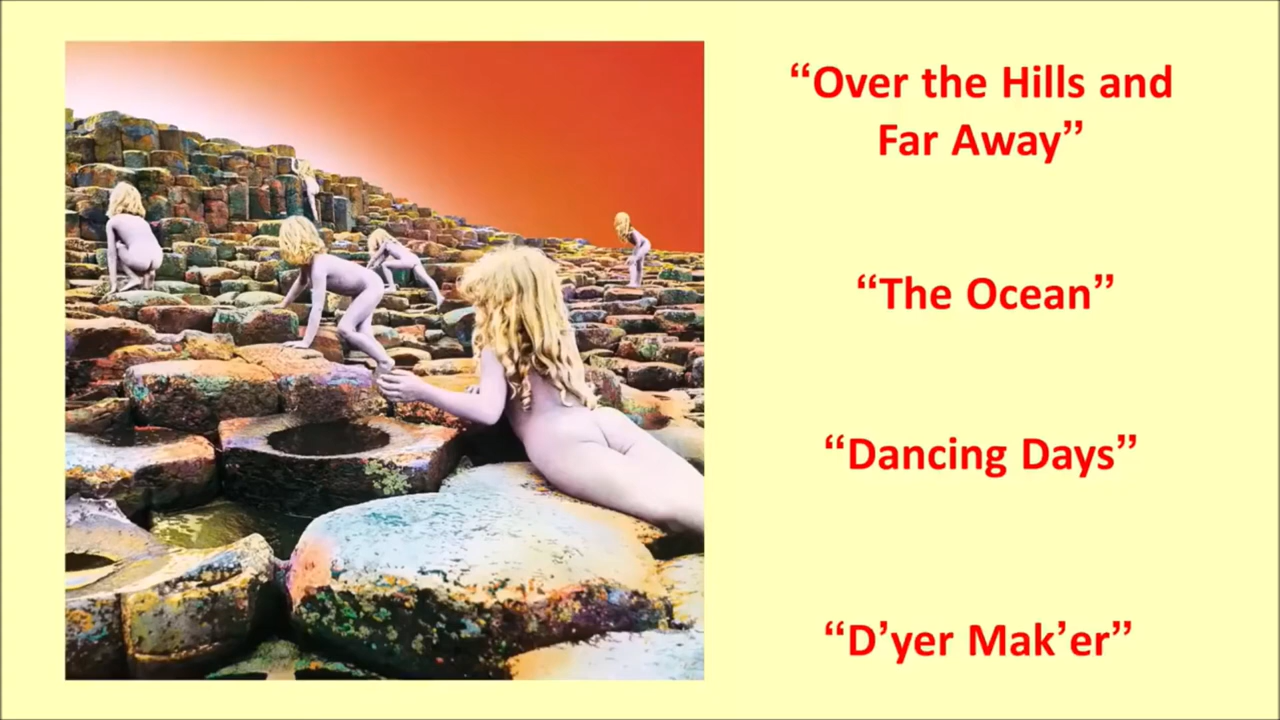 “Over the Hills and
Far Away”
“The Ocean”
“Dancing Days”
“D’yer Mak’er”